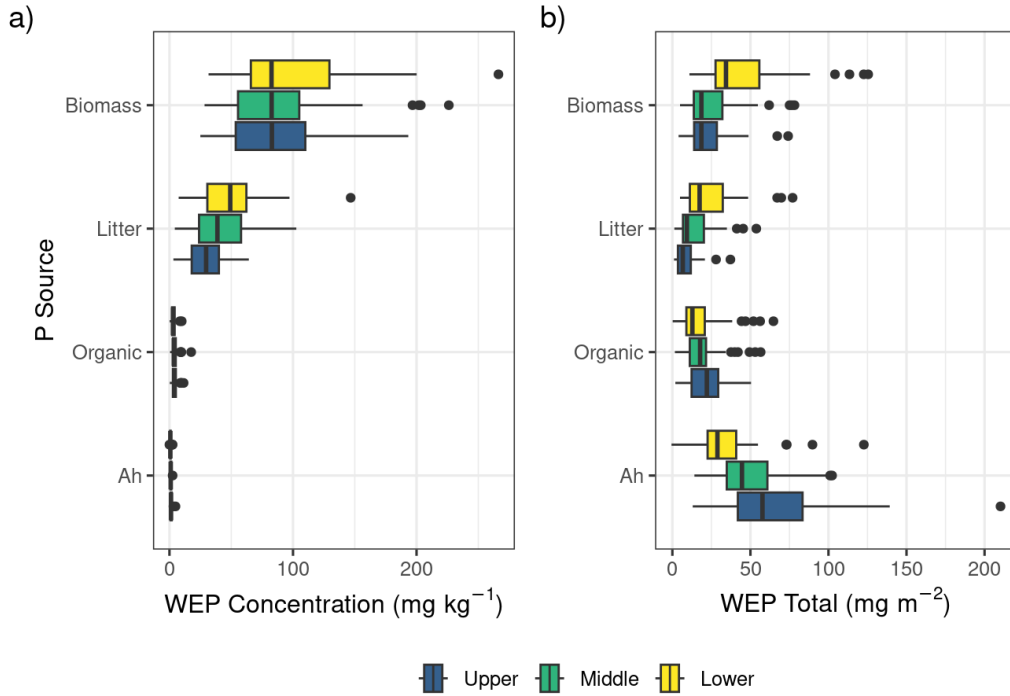 a)
b)
P Source
Biomass
Litter
Organic
Ah
0 100 200
WEP Concentration (mg kg⁻¹)
Biomass
Litter
Organic
Ah
0 50 100 150 200
WEP Total (mg m⁻²)
Upper Middle Lower